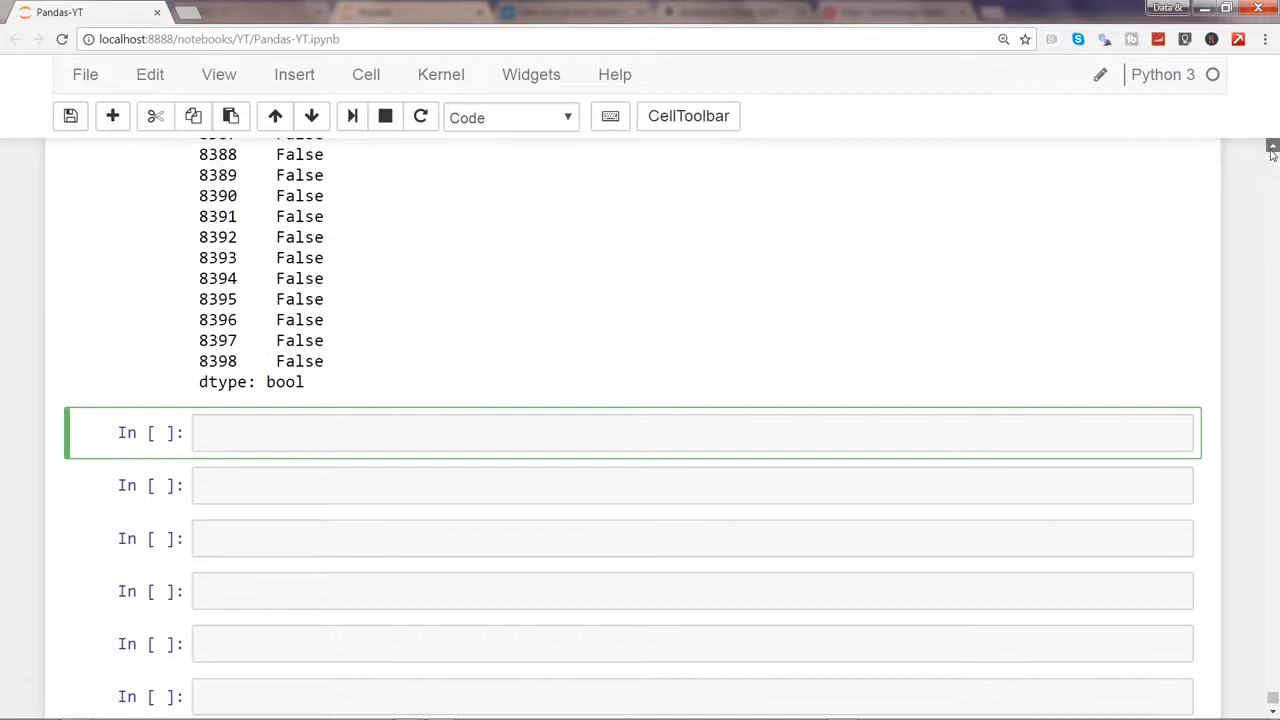 Pandas-YT
Data &
localhost:8888/notebooks/YT/Pandas-YT.ipynb
File Edit View Insert Cell Kernel Widgets Help
Python 3
Code
CellToolbar
8388 False
8389 False
8390 False
8391 False
8392 False
8393 False
8394 False
8395 False
8396 False
8397 False
8398 False
dtype: bool
In [ ]:
In [ ]:
In [ ]:
In [ ]:
In [ ]:
In [ ]: